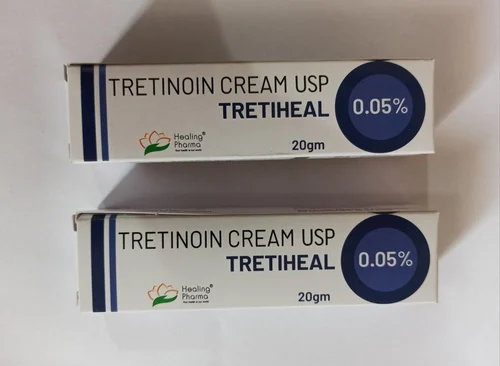 TRETINOIN CREAM USP
TRETIHEAL
0.05%
Healing®
Pharma
20gm
TRETINOIN CREAM USP
TRETIHEAL
0.05%
Healing®
Pharma
20gm